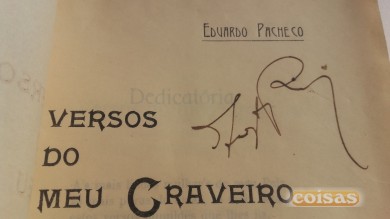 EDUARDO PACHECO
Dedicatória
VERSOS
DO
MEU CRAVEIRO
coisas